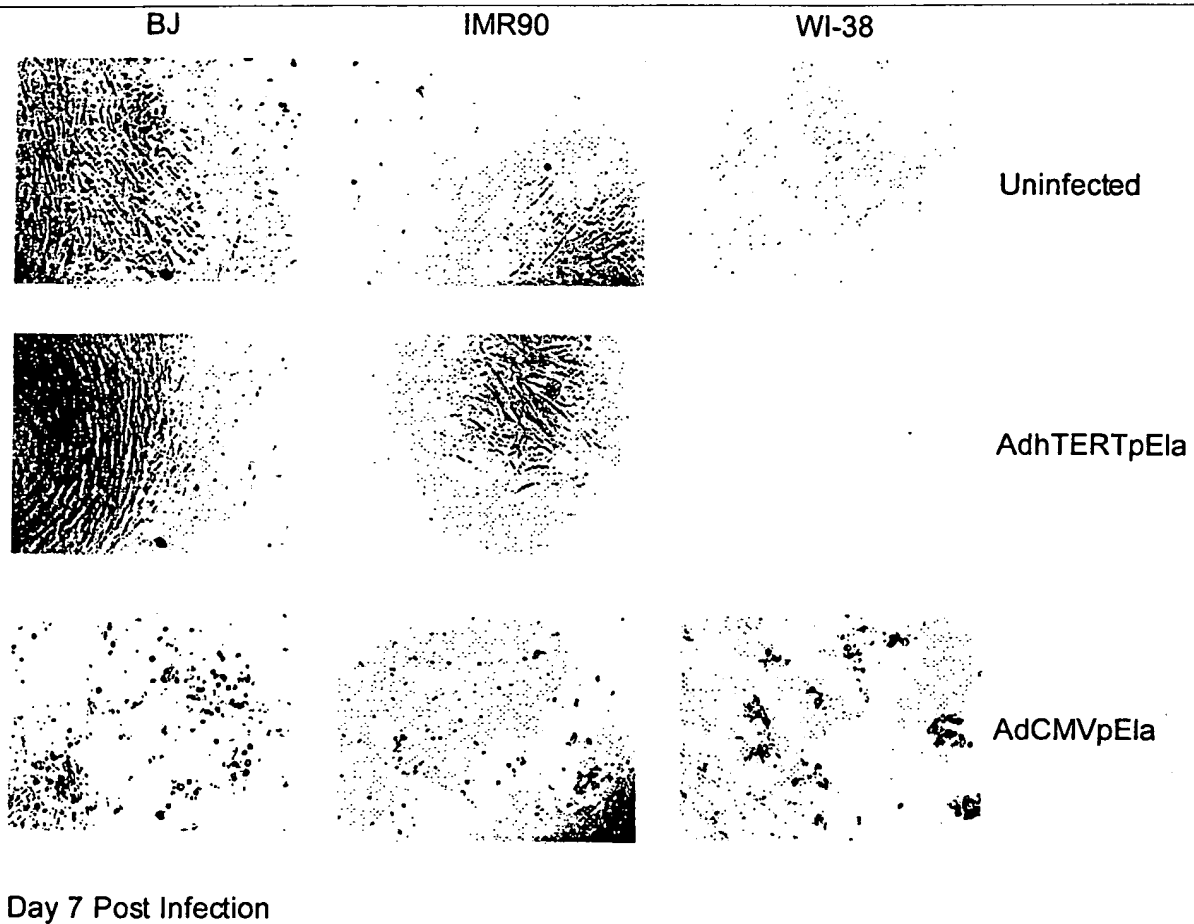 BJ IMR90 WI-38
Uninfected
AdhTERTpEla
AdCMVpEla
Day 7 Post Infection